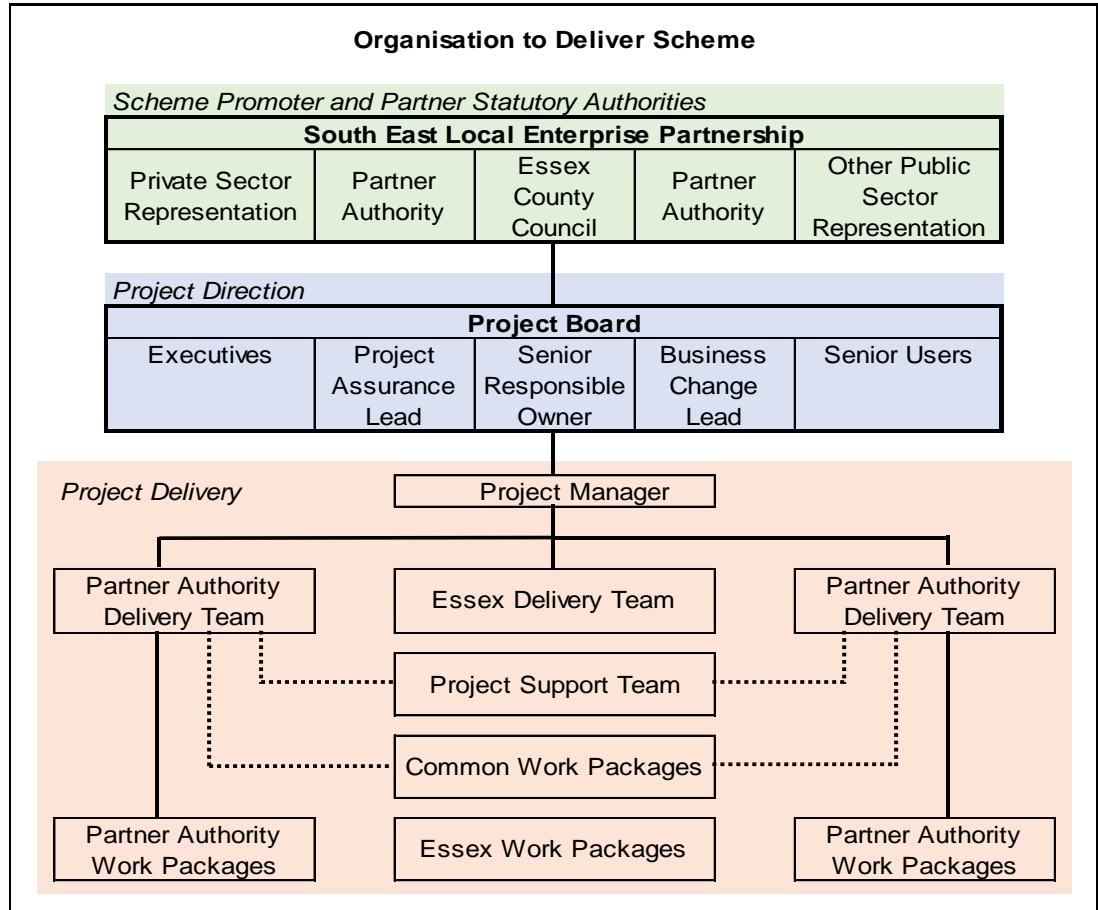 Organisation to Deliver Scheme
Scheme Promoter and Partner Statutory Authorities
South East Local Enterprise Partnership
Private Sector
Representation
Partner
Authority
Essex
County
Council
Partner
Authority
Other Public
Sector
Representation
Project Direction
Project Board
Executives
Project
Assurance
Lead
Senior
Responsible
Owner
Business
Change
Lead
Senior Users
Project Delivery
Project Manager
Partner Authority
Delivery Team
Essex Delivery Team
Partner Authority
Delivery Team
Project Support Team
Common Work Packages
Partner Authority
Work Packages
Essex Work Packages
Partner Authority
Work Packages